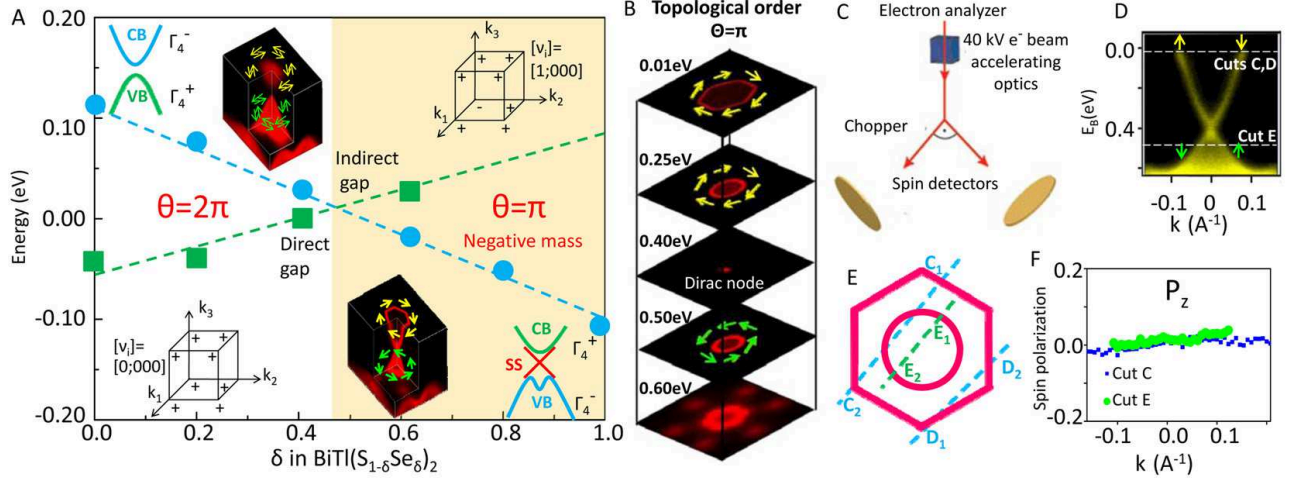 A
CB
Γ₄⁻
VB
Γ₄⁺
k₃
[νᵢ]=
[1;000]
+ +
+ +
k₂
- +
k₁
+ +
Energy (eV)
0.20
0.10
0.00
-0.10
-0.20
Indirect
gap
θ=2π
θ=π
Direct
gap
Negative mass
k₃
[νᵢ]=
[0;000]
+ +
+ +
k₂
+ +
k₁
+ +
CB
Γ₄⁺
SS
VB
Γ₄⁻
0.0 0.2 0.4 0.6 0.8 1.0
δ in BiTl(S₁₋δSeδ)₂
B
Topological order
Θ=π
0.01eV
0.25eV
0.40eV
Dirac node
0.50eV
0.60eV
C
Electron analyzer
40 kV e⁻ beam
accelerating
optics
Chopper
Spin detectors
D
0.0
Cuts C,D
E_B(eV)
0.4
Cut E
-0.1 0 0.1
k (A⁻¹)
E
C₁
E₁
E₂
D₂
C₂
D₁
F
Spin polarization
0.2
P_z
0.0
Cut C
Cut E
-0.2
-0.1 0.0 0.1
k (A⁻¹)